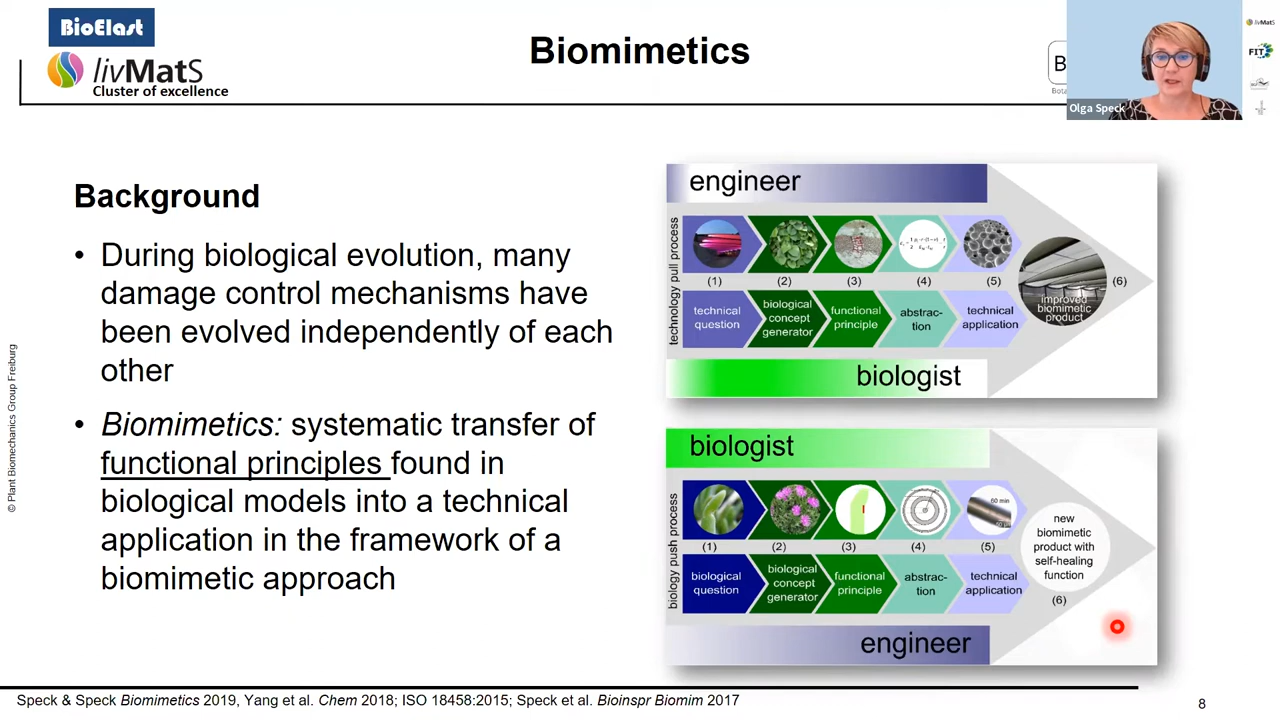 BioElast
livMatS
Cluster of excellence
Biomimetics
B
Bota
Olga Speck
livMatS
FIT
Background
• During biological evolution, many
damage control mechanisms have
been evolved independently of each
other
• Biomimetics: systematic transfer of
functional principles found in
biological models into a technical
application in the framework of a
biomimetic approach
© Plant Biomechanics Group Freiburg
engineer
technology pull process
(1)
(2)
(3)
(4)
(5)
(6)
technical
question
biological
concept
generator
functional
principle
abstrac-
tion
technical
application
improved
biomimetic
product
biologist
biologist
biology push process
60 min
(1)
(2)
(3)
(4)
(5)
biological
question
biological
concept
generator
functional
principle
abstrac-
tion
technical
application
new
biomimetic
product with
self-healing
function
(6)
engineer
Speck & Speck Biomimetics 2019, Yang et al. Chem 2018; ISO 18458:2015; Speck et al. Bioinspr Biomim 2017
8